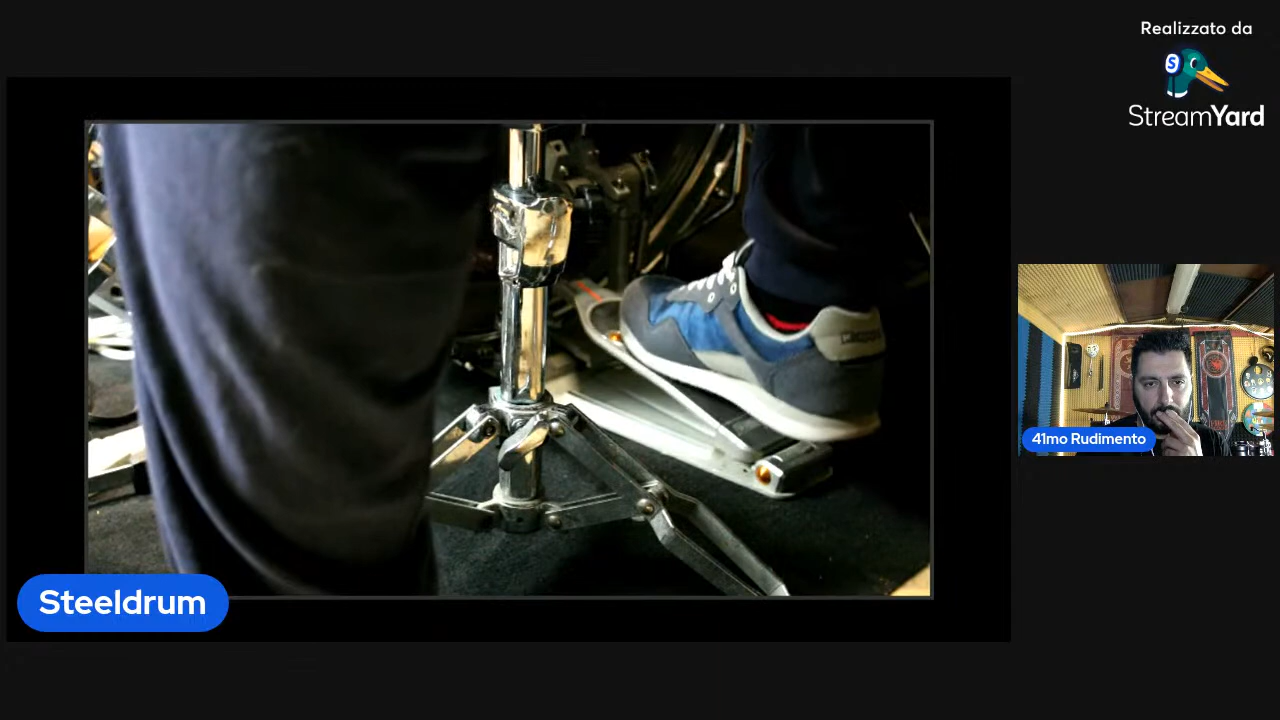 Realizzato da
S
StreamYard
41mo Rudimento
Steeldrum